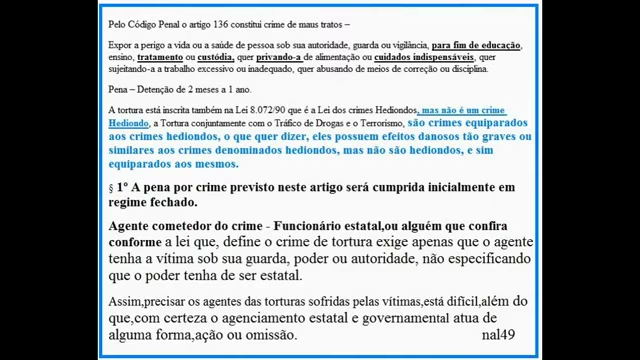 Pelo Código Penal o artigo 136 constitui crime de maus tratos –
Expor a perigo a vida ou a saúde de pessoa sob sua autoridade, guarda ou vigilância, para fim de educação,
ensino, tratamento ou custódia, quer privando-a de alimentação ou cuidados indispensáveis, quer
sujeitando-a a trabalho excessivo ou inadequado, quer abusando de meios de correção ou disciplina.
Pena – Detenção de 2 meses a 1 ano.
A tortura está inscrita também na Lei 8.072/90 que é a Lei dos crimes Hediondos, mas não é um crime
Hediondo, a Tortura conjuntamente com o Tráfico de Drogas e o Terrorismo, são crimes equiparados
aos crimes hediondos, o que quer dizer, eles possuem efeitos danosos tão graves ou
similares aos crimes denominados hediondos, mas não são hediondos, e sim
equiparados aos mesmos.
§ 1º A pena por crime previsto neste artigo será cumprida inicialmente em
regime fechado.
Agente cometedor do crime - Funcionário estatal,ou alguém que confira
conforme a lei que, define o crime de tortura exige apenas que o agente
tenha a vítima sob sua guarda, poder ou autoridade, não especificando
que o poder tenha de ser estatal.
Assim,precisar os agentes das torturas sofridas pelas vítimas,está difícil,além do
que,com certeza o agenciamento estatal e governamental atua de
alguma forma,ação ou omissão. nal49